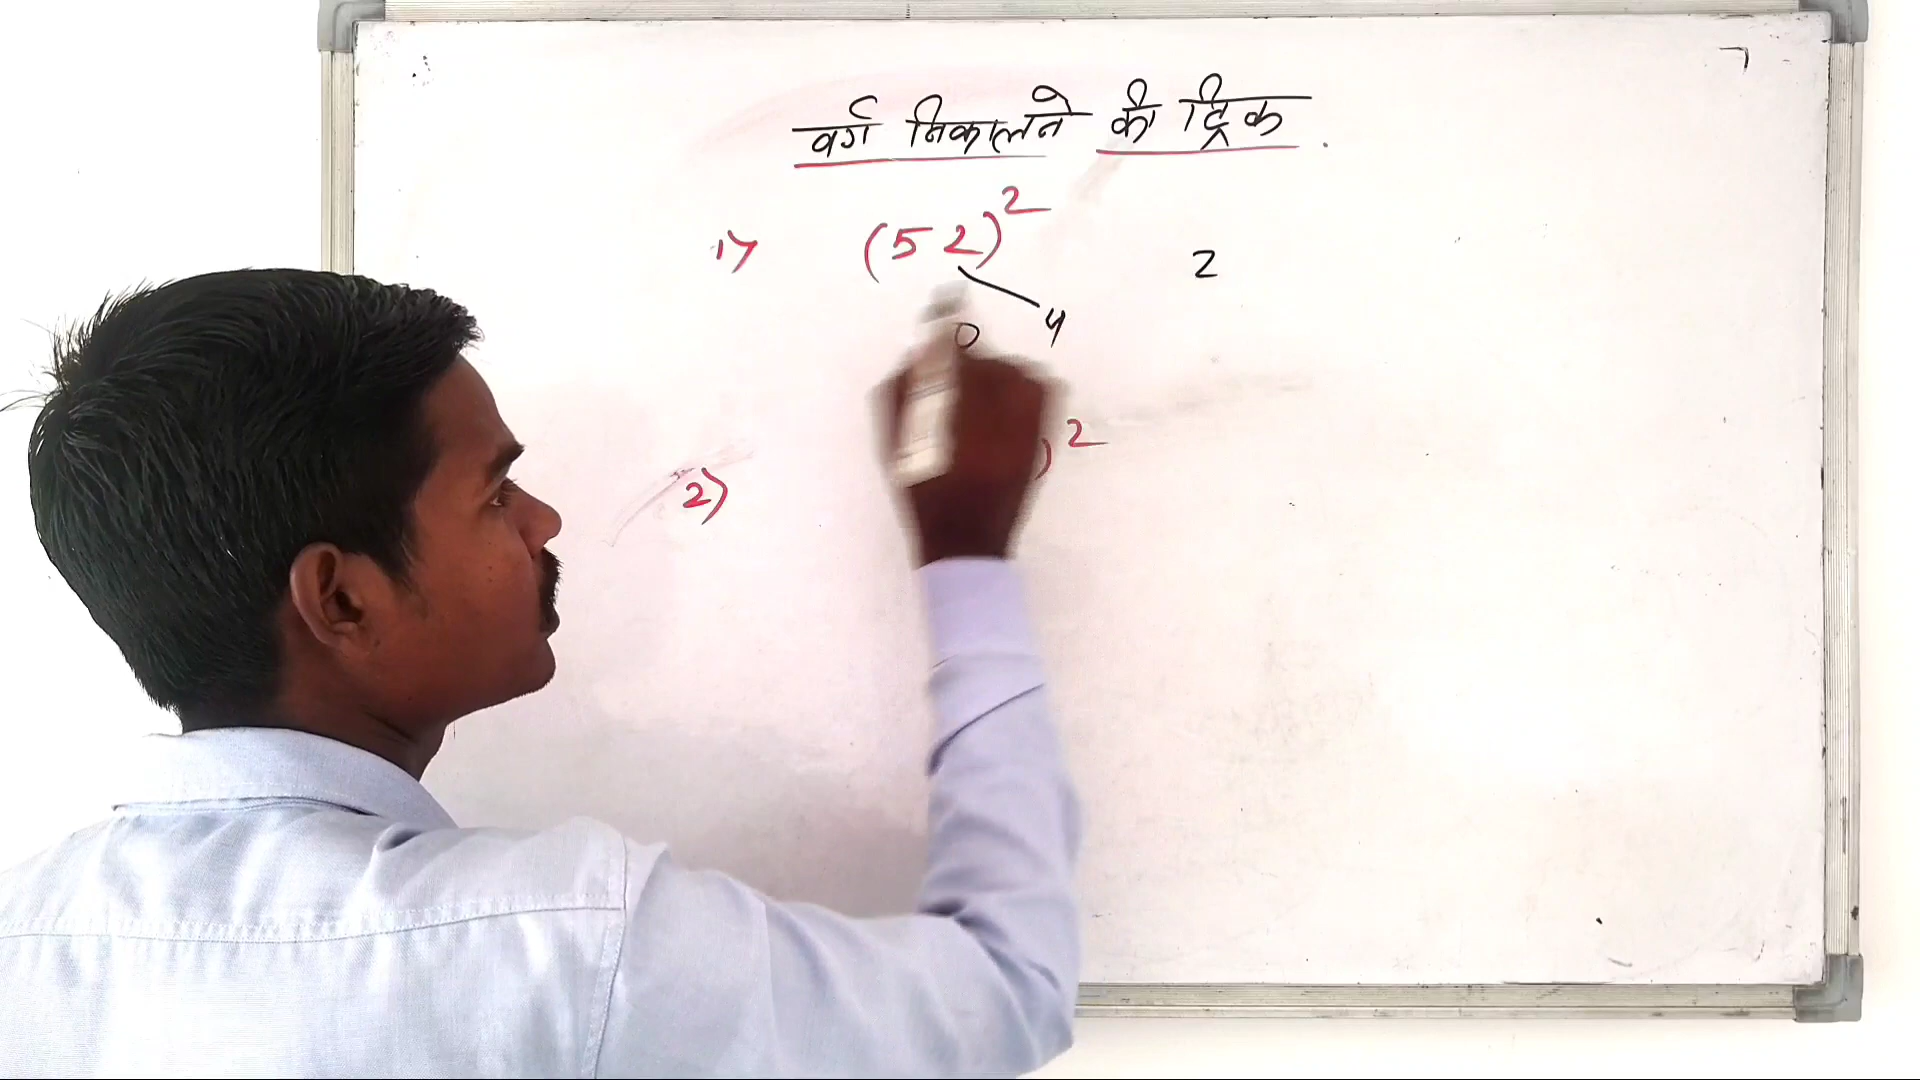 वर्ग निकालने की ट्रिक .
1) (52)² 2
0 4
2) )²